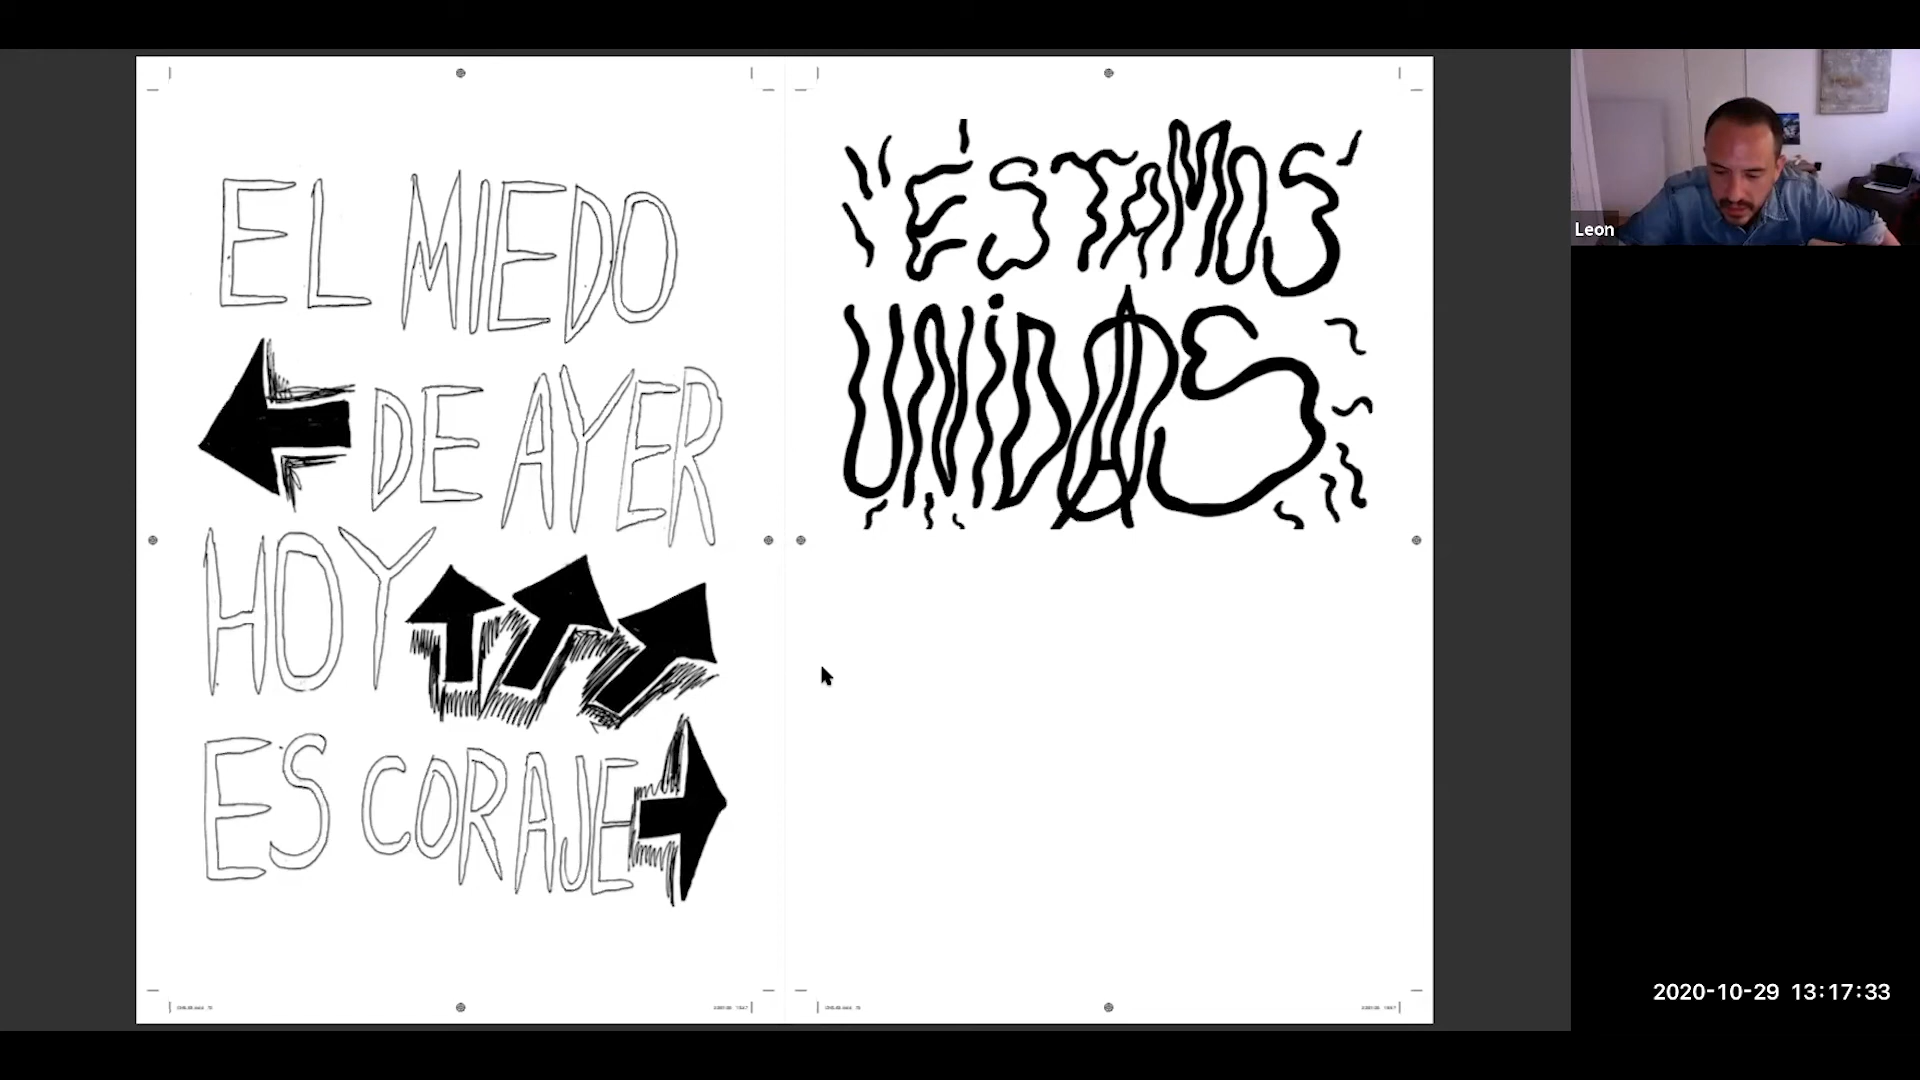 EL MIEDO
DE AYER
HOY
ES CORAJE
ESTAMOS
UNiDAS
Leon
2020-10-29 13:17:33